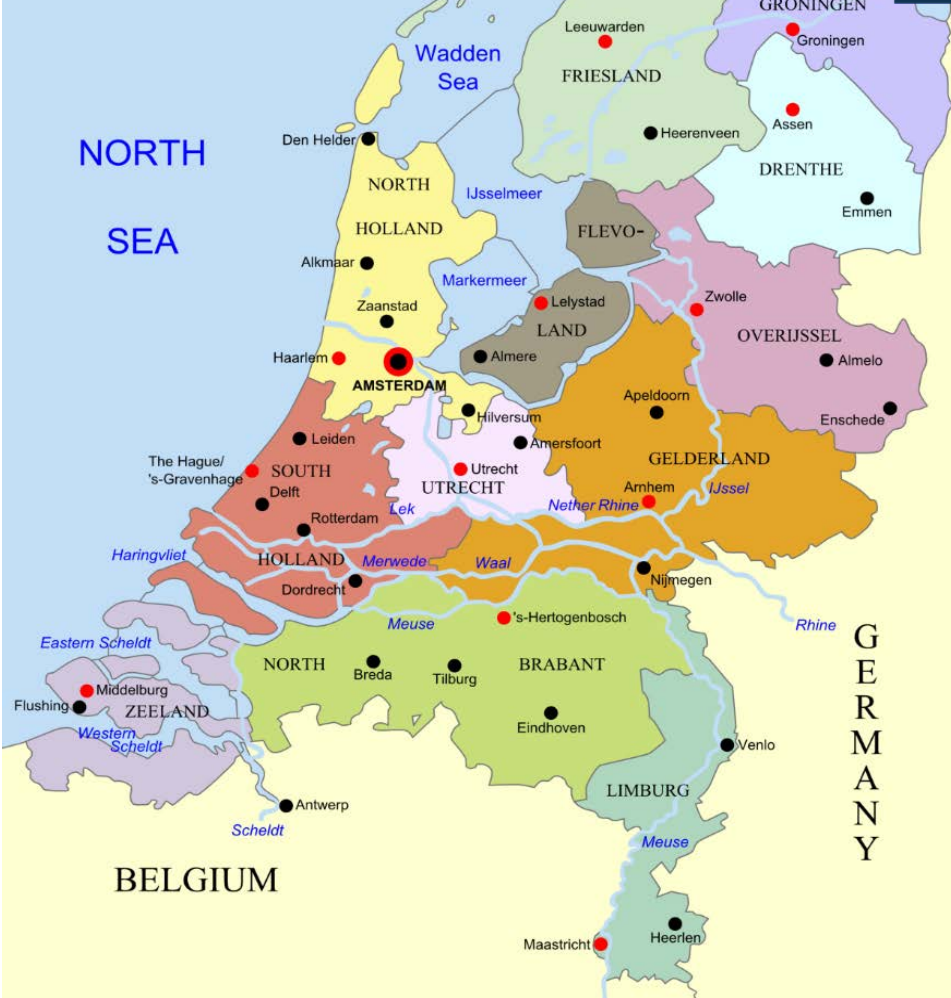 GRONINGEN
Leeuwarden
Groningen
Wadden
Sea
FRIESLAND
Assen
Den Helder
Heerenveen
NORTH
SEA
DRENTHE
NORTH
HOLLAND
IJsselmeer
Emmen
FLEVO-
LAND
Alkmaar
Markermeer
Zaanstad
Lelystad
Zwolle
OVERIJSSEL
Haarlem
Almere
Almelo
AMSTERDAM
Apeldoorn
Hilversum
Enschede
Leiden
Amersfoort
The Hague/
's-Gravenhage
SOUTH
HOLLAND
Utrecht
UTRECHT
GELDERLAND
Delft
Arnhem
IJssel
Lek
Nether Rhine
Rotterdam
Haringvliet
Merwede
Waal
Dordrecht
Nijmegen
Meuse
's-Hertogenbosch
Rhine
Eastern Scheldt
NORTH
BRABANT
Breda
Tilburg
Middelburg
Flushing
ZEELAND
Western
Scheldt
Eindhoven
Venlo
GERMANY
LIMBURG
Antwerp
Scheldt
Meuse
BELGIUM
Maastricht
Heerlen